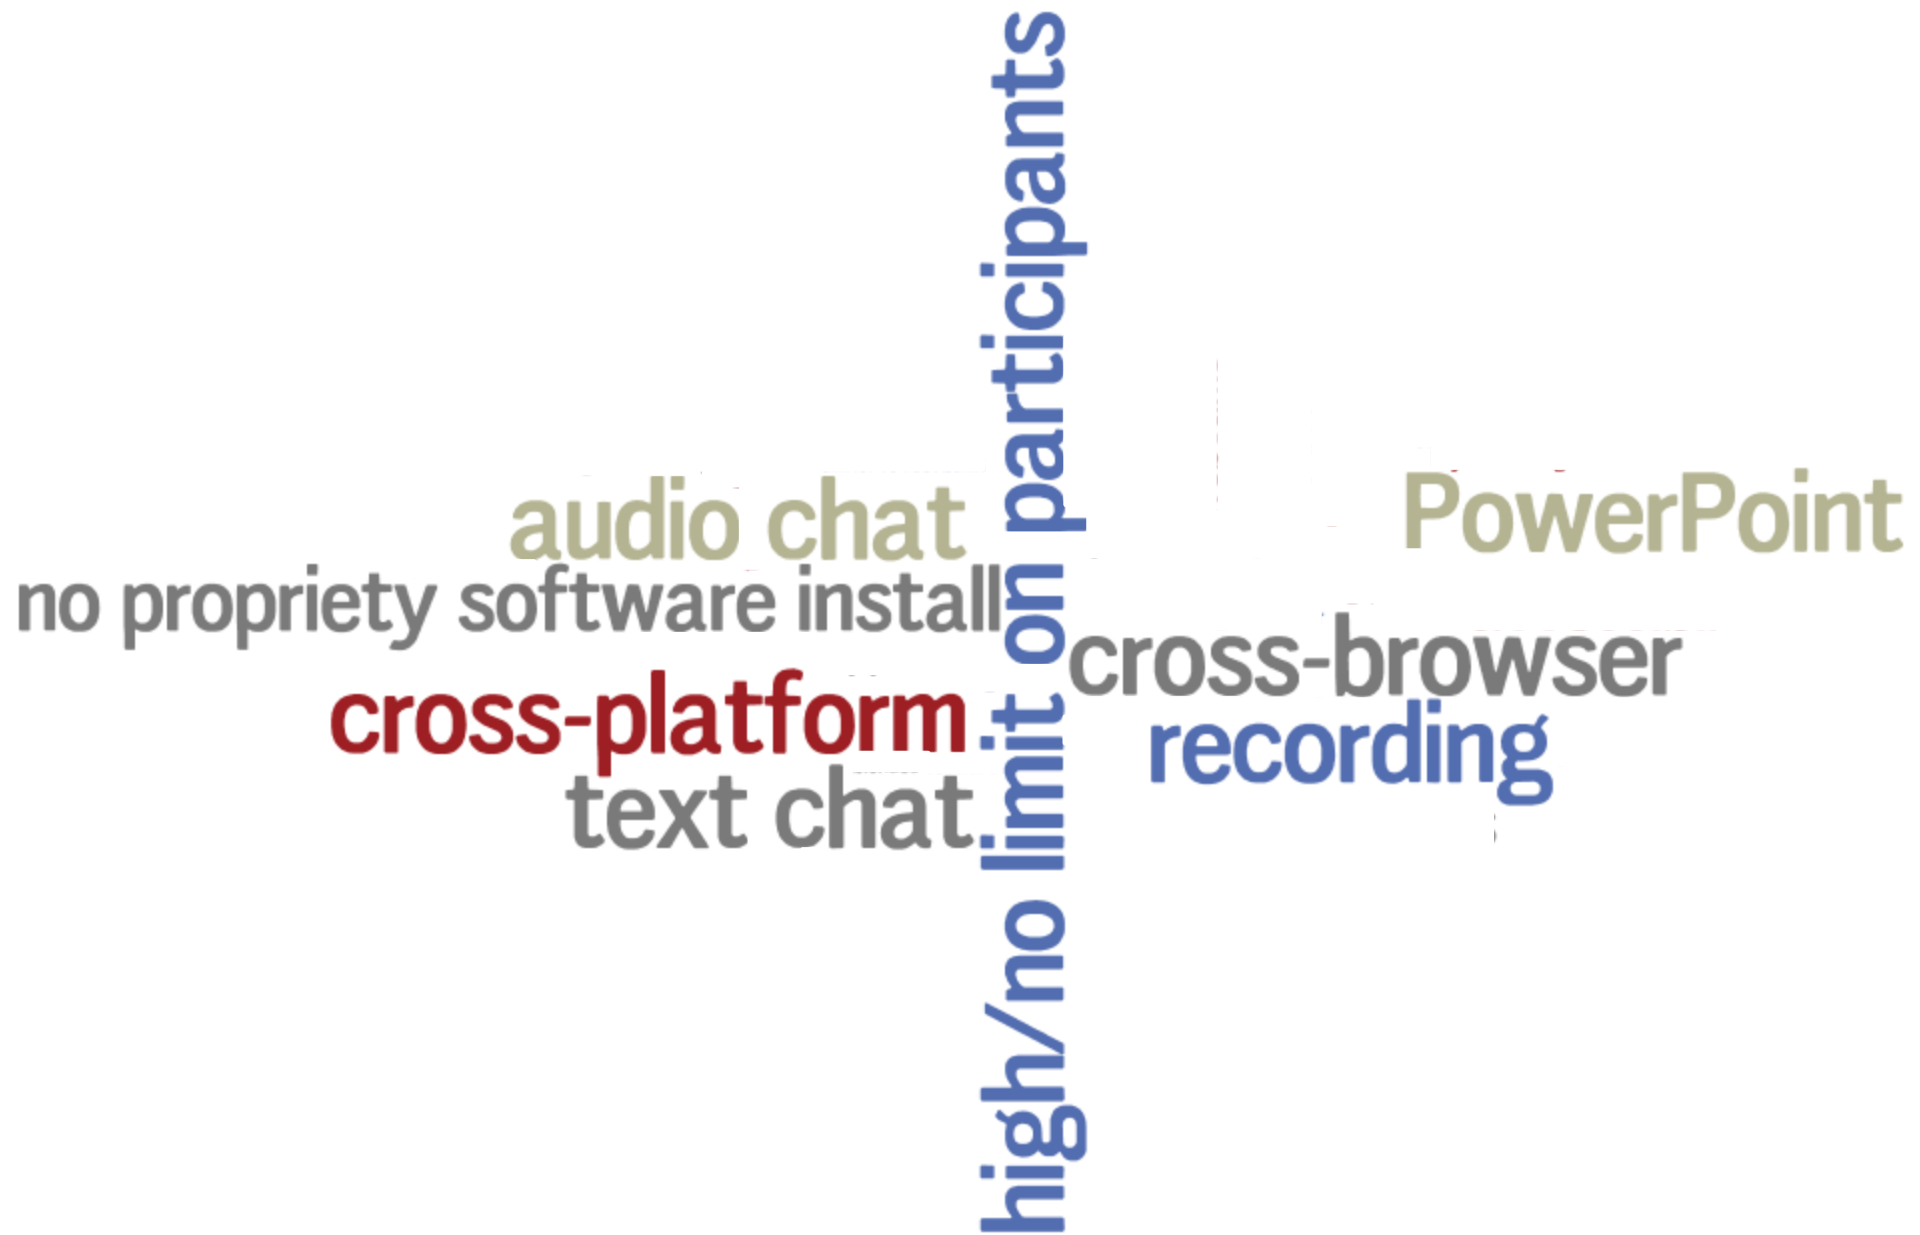 high/no limit on participants
audio chat
PowerPoint
no propriety software install
cross-browser
cross-platform
recording
text chat